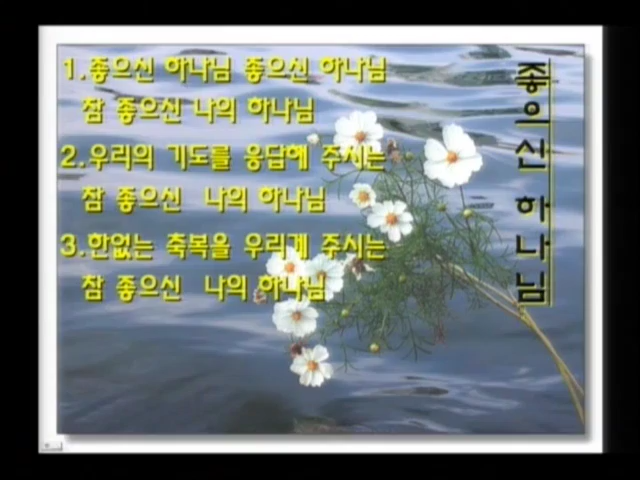 1.좋으신 하나님 좋으신 하나님
참 좋으신 나의 하나님
2.우리의 기도를 응답해 주시는
참 좋으신 나의 하나님
3.한없는 축복을 우리게 주시는
참 좋으신 나의 하나님
좋으신 하나님